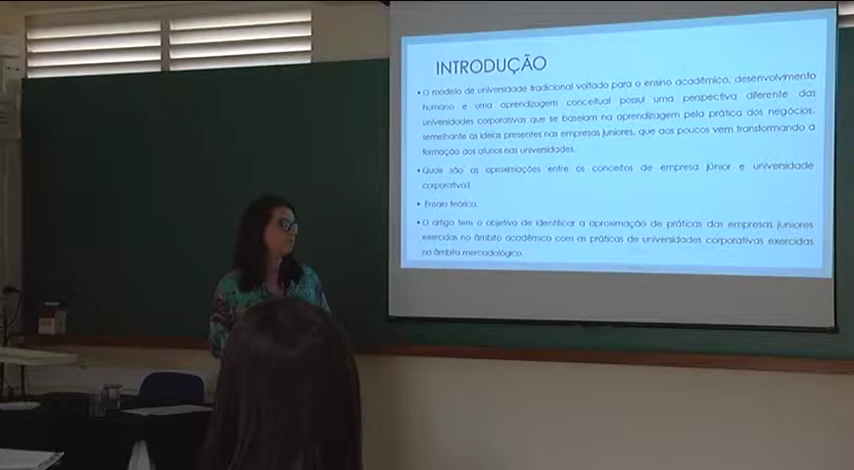 INTRODUÇÃO
• O modelo de universidade tradicional voltado para o ensino acadêmico, desenvolvimento
humano e uma aprendizagem conceitual possui uma perspectiva diferente das
universidades corporativas que se baseiam na aprendizagem pela prática dos negócios,
semelhante as ideias presentes nas empresas juniores, que aos poucos vem transformando a
formação dos alunos nas universidades.
• Quais são as aproximações entre os conceitos de empresa júnior e universidade
corporativa?
• Ensaio teórico.
• O artigo tem o objetivo de identificar a aproximação de práticas das empresas juniores
exercidas no âmbito acadêmico com as práticas de universidades corporativas exercidas
no âmbito mercadológico.